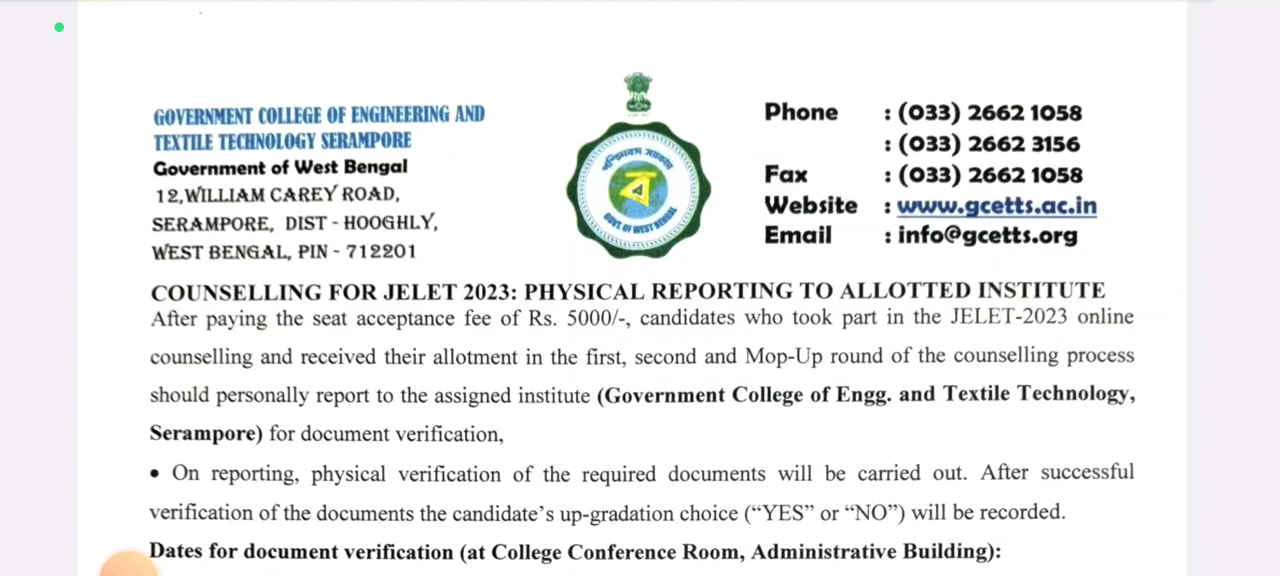 GOVERNMENT COLLEGE OF ENGINEERING AND
TEXTILE TECHNOLOGY SERAMPORE
Government of West Bengal
12,WILLIAM CAREY ROAD,
SERAMPORE, DIST - HOOGHLY,
WEST BENGAL, PIN - 712201
পশ্চিমবঙ্গ সরকার
ব
GOVT. OF WEST BENGAL
Phone : (033) 2662 1058
: (033) 2662 3156
Fax : (033) 2662 1058
Website : www.gcetts.ac.in
Email : info@gcetts.org
COUNSELLING FOR JELET 2023: PHYSICAL REPORTING TO ALLOTTED INSTITUTE
After paying the seat acceptance fee of Rs. 5000/-, candidates who took part in the JELET-2023 online
counselling and received their allotment in the first, second and Mop-Up round of the counselling process
should personally report to the assigned institute (Government College of Engg. and Textile Technology,
Serampore) for document verification,
• On reporting, physical verification of the required documents will be carried out. After successful
verification of the documents the candidate’s up-gradation choice (“YES” or “NO”) will be recorded.
Dates for document verification (at College Conference Room, Administrative Building):